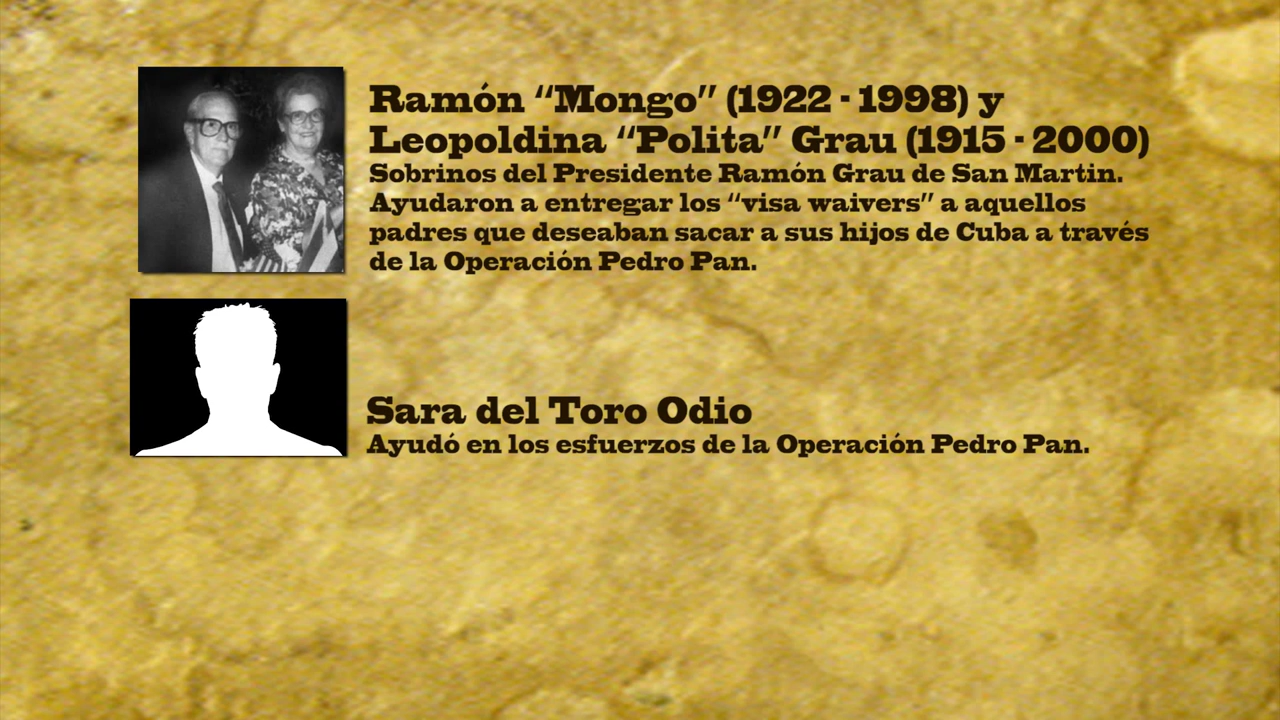 Ramón “Mongo” (1922 - 1998) y
Leopoldina “Polita” Grau (1915 - 2000)
Sobrinos del Presidente Ramón Grau de San Martin.
Ayudaron a entregar los “visa waivers” a aquellos
padres que deseaban sacar a sus hijos de Cuba a través
de la Operación Pedro Pan.
Sara del Toro Odio
Ayudó en los esfuerzos de la Operación Pedro Pan.